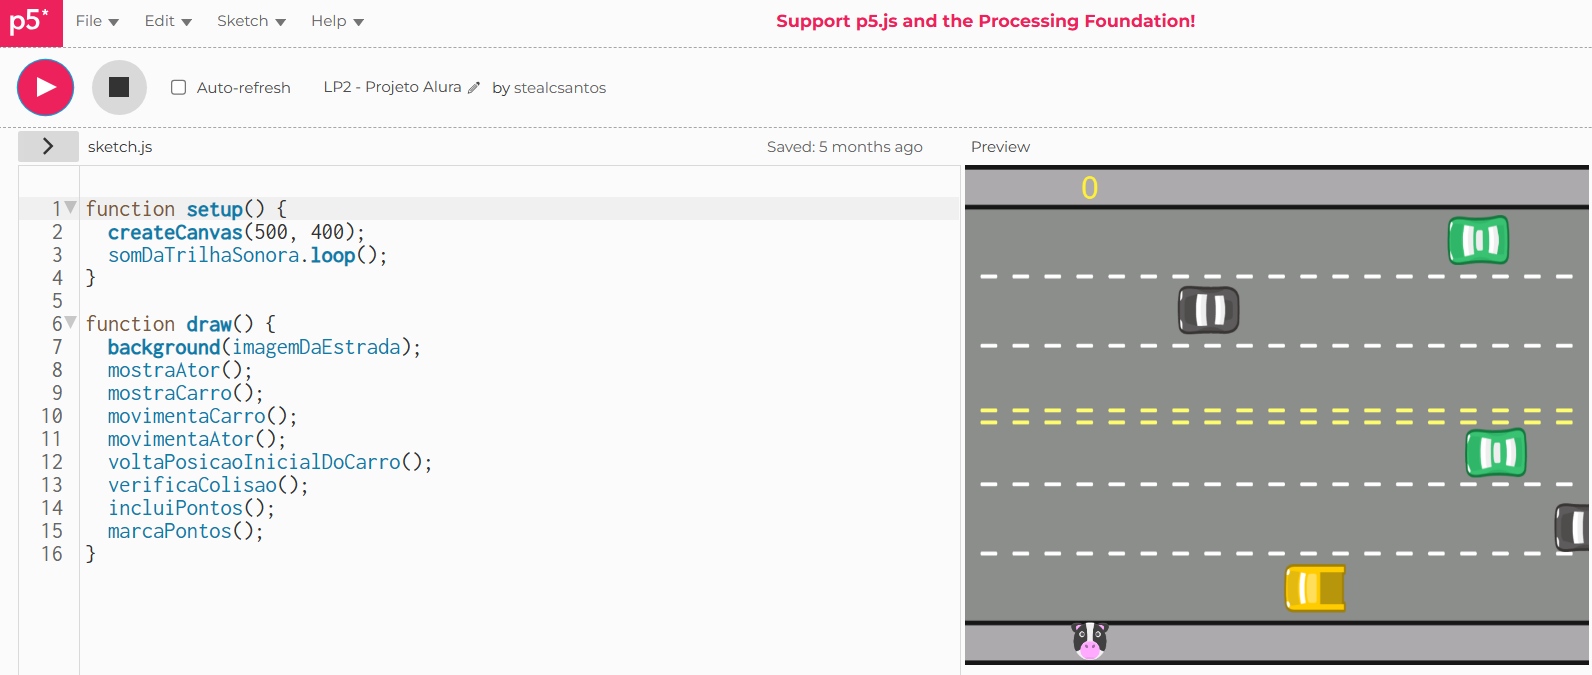 p5* File Edit Sketch Help Support p5.js and the Processing Foundation!
Auto-refresh LP2 - Projeto Alura by stealcsantos
sketch.js Saved: 5 months ago Preview
0
1 function setup() {
2 createCanvas(500, 400);
3 somDaTrilhaSonora.loop();
4 }
5
6 function draw() {
7 background(imagemDaEstrada);
8 mostraAtor();
9 mostraCarro();
10 movimentaCarro();
11 movimentaAtor();
12 voltaPosicaoInicialDoCarro();
13 verificaColisao();
14 incluiPontos();
15 marcaPontos();
16 }